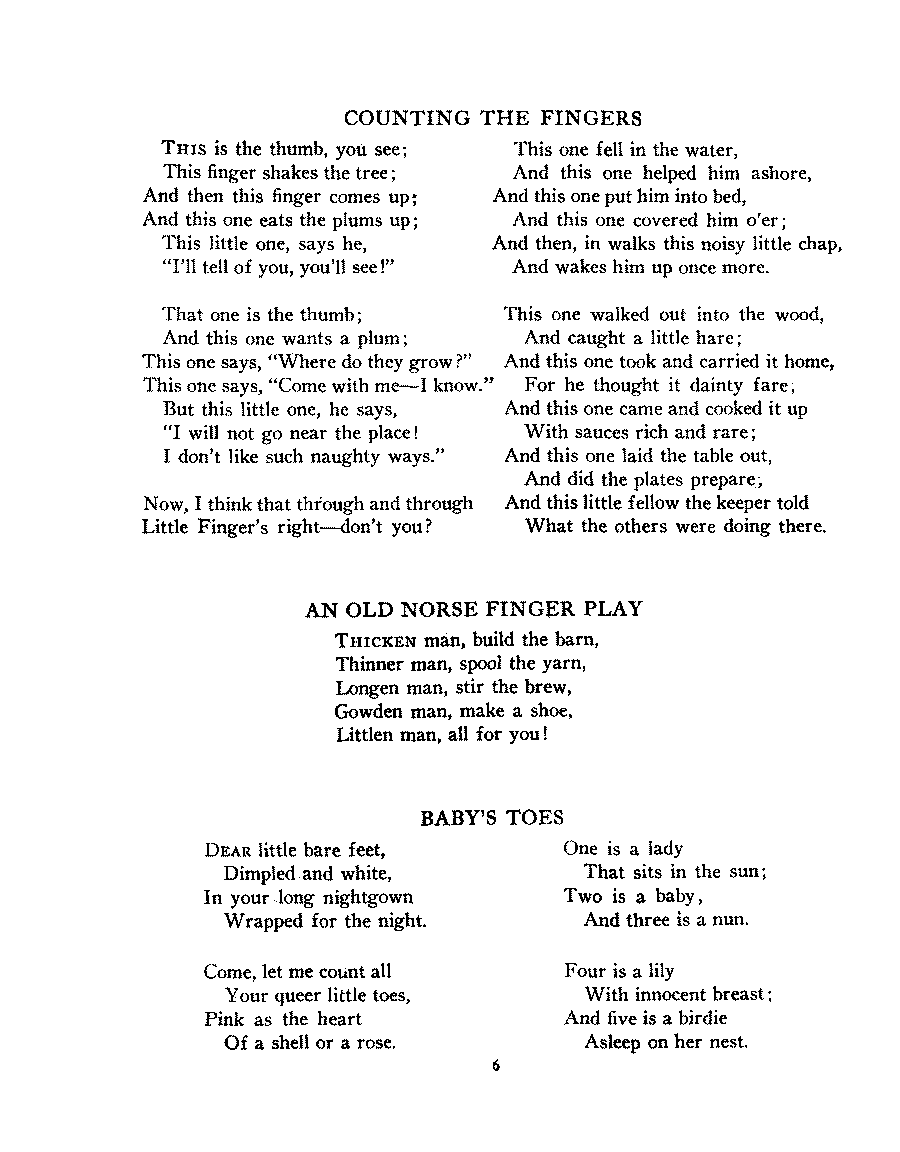 COUNTING THE FINGERS
THIS is the thumb, you see;
This finger shakes the tree;
And then this finger comes up;
And this one eats the plums up;
This little one, says he,
"I'll tell of you, you'll see!"
That one is the thumb;
And this one wants a plum;
This one says, "Where do they grow?"
This one says, "Come with me—I know."
But this little one, he says,
"I will not go near the place!
I don't like such naughty ways."
Now, I think that through and through
Little Finger's right—don't you?
This one fell in the water,
And this one helped him ashore,
And this one put him into bed,
And this one covered him o'er;
And then, in walks this noisy little chap,
And wakes him up once more.
This one walked out into the wood,
And caught a little hare;
And this one took and carried it home,
For he thought it dainty fare;
And this one came and cooked it up
With sauces rich and rare;
And this one laid the table out,
And did the plates prepare;
And this little fellow the keeper told
What the others were doing there.
AN OLD NORSE FINGER PLAY
THICKEN man, build the barn,
Thinner man, spool the yarn,
Longen man, stir the brew,
Gowden man, make a shoe,
Littlen man, all for you!
BABY'S TOES
DEAR little bare feet,
Dimpled and white,
In your long nightgown
Wrapped for the night.
Come, let me count all
Your queer little toes,
Pink as the heart
Of a shell or a rose.
One is a lady
That sits in the sun;
Two is a baby,
And three is a nun.
Four is a lily
With innocent breast;
And five is a birdie
Asleep on her nest.
6